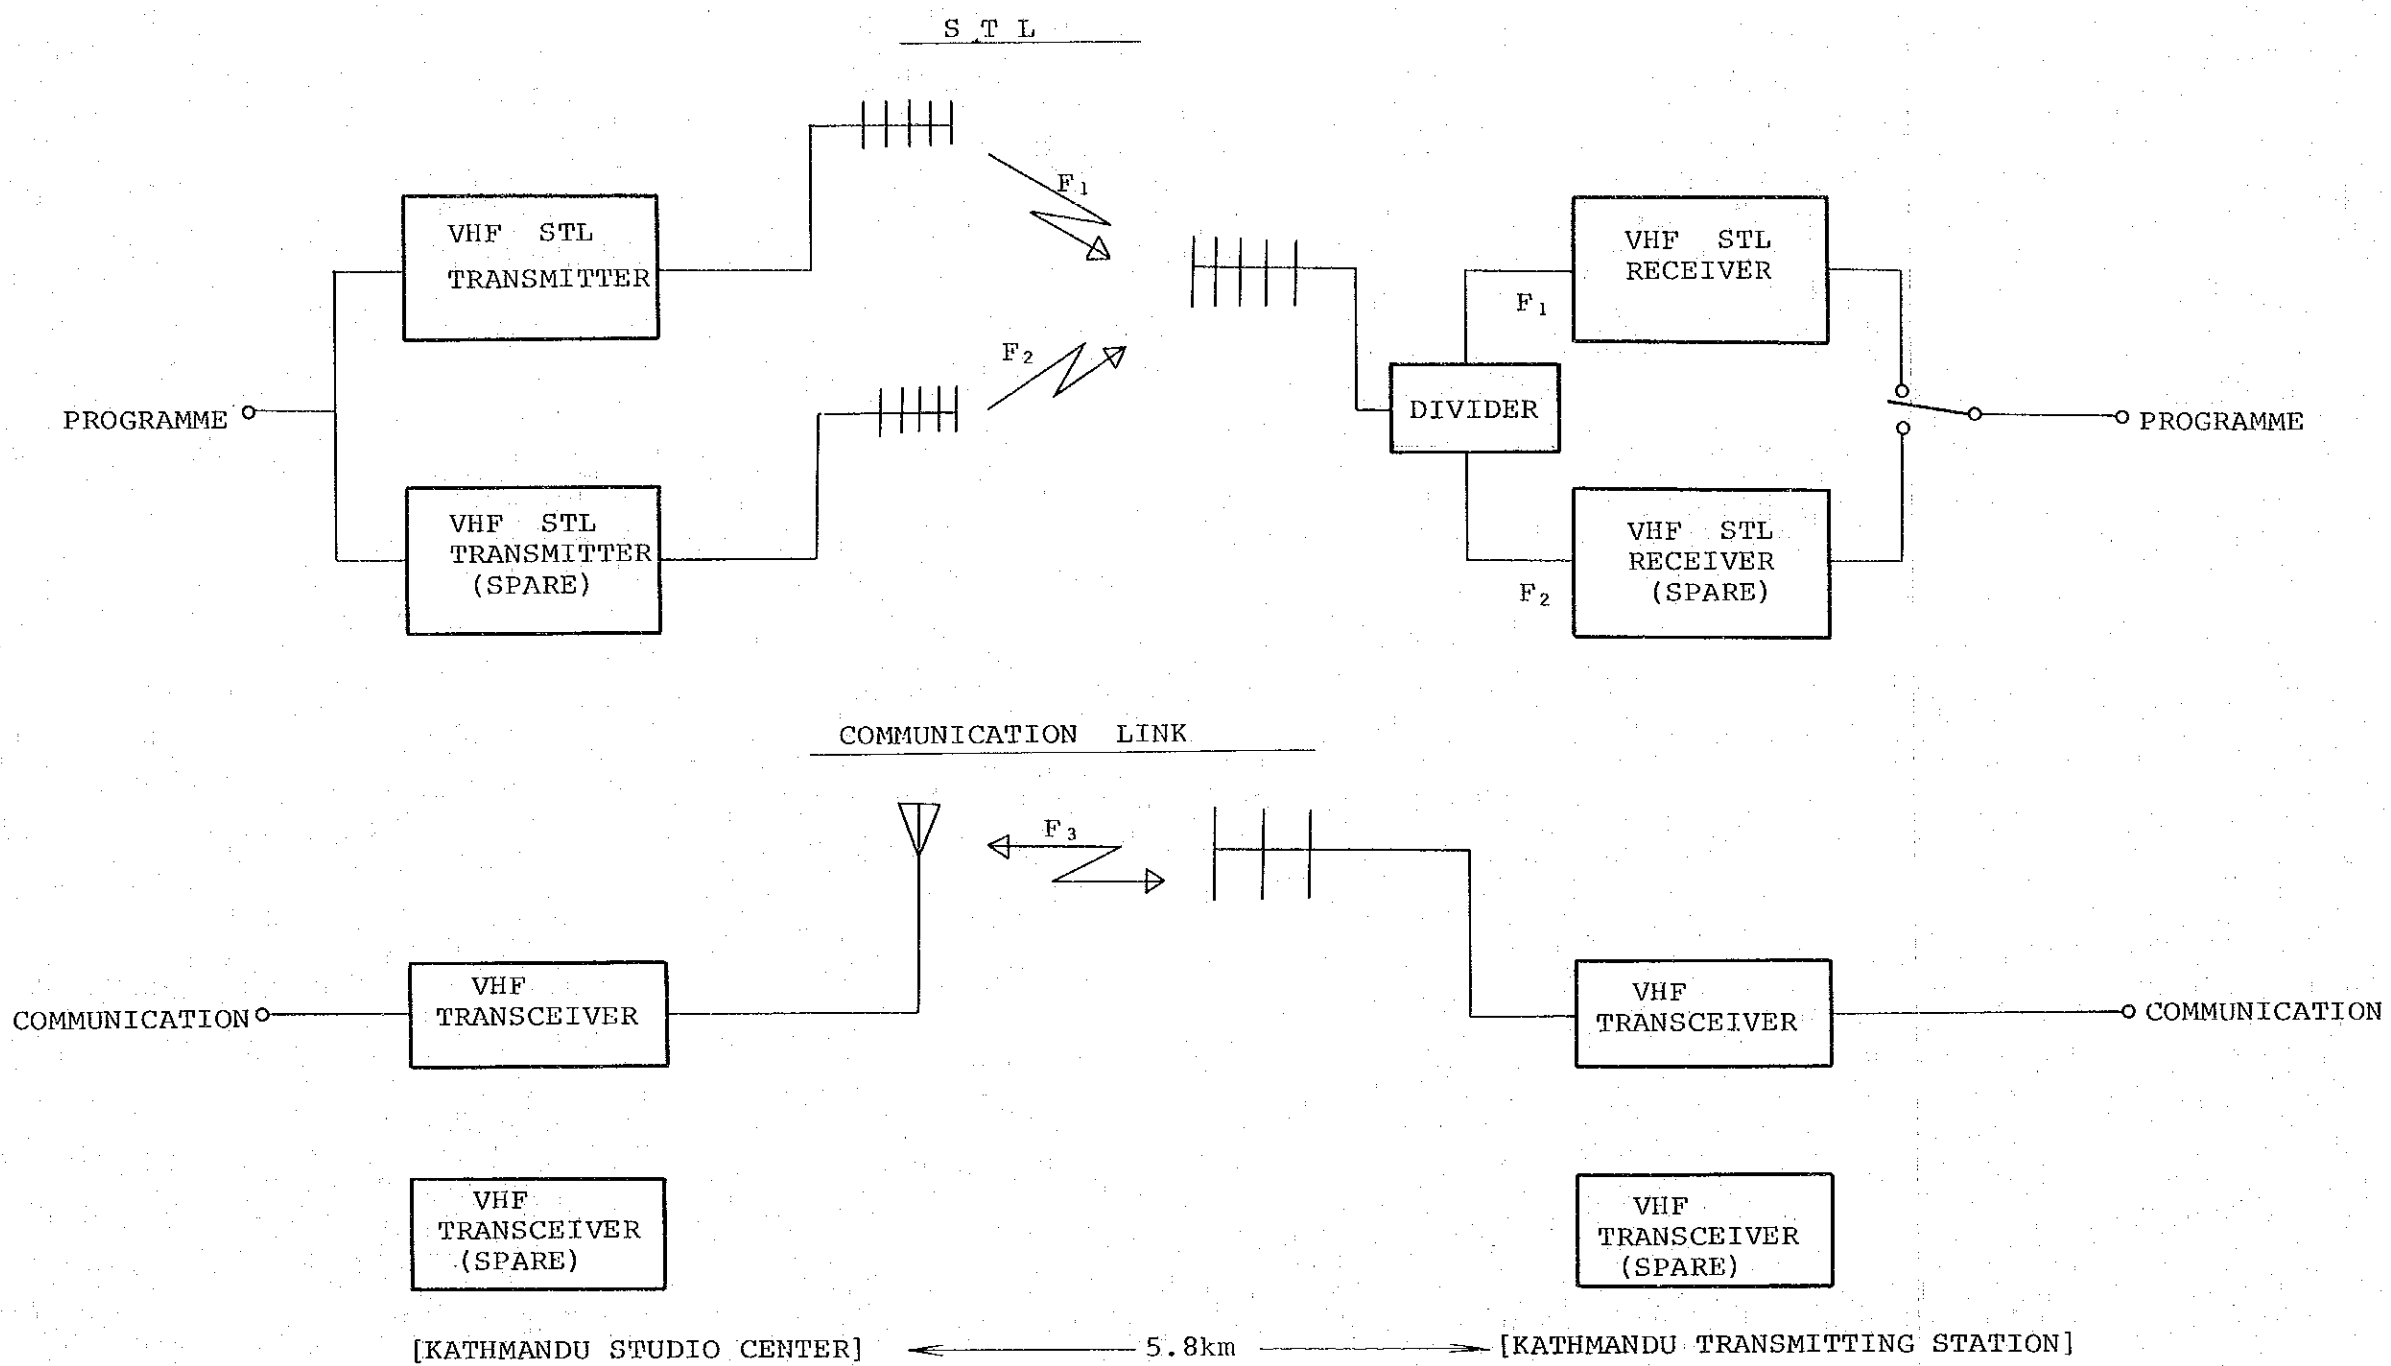 S T L
F1
VHF STL
TRANSMITTER
VHF STL
RECEIVER
F1
F2
PROGRAMME
DIVIDER
PROGRAMME
VHF STL
TRANSMITTER
(SPARE)
VHF STL
RECEIVER
(SPARE)
F2
COMMUNICATION LINK
F3
COMMUNICATION
VHF
TRANSCEIVER
VHF
TRANSCEIVER
COMMUNICATION
VHF
TRANSCEIVER
(SPARE)
VHF
TRANSCEIVER
(SPARE)
[KATHMANDU STUDIO CENTER] 5.8km [KATHMANDU TRANSMITTING STATION]